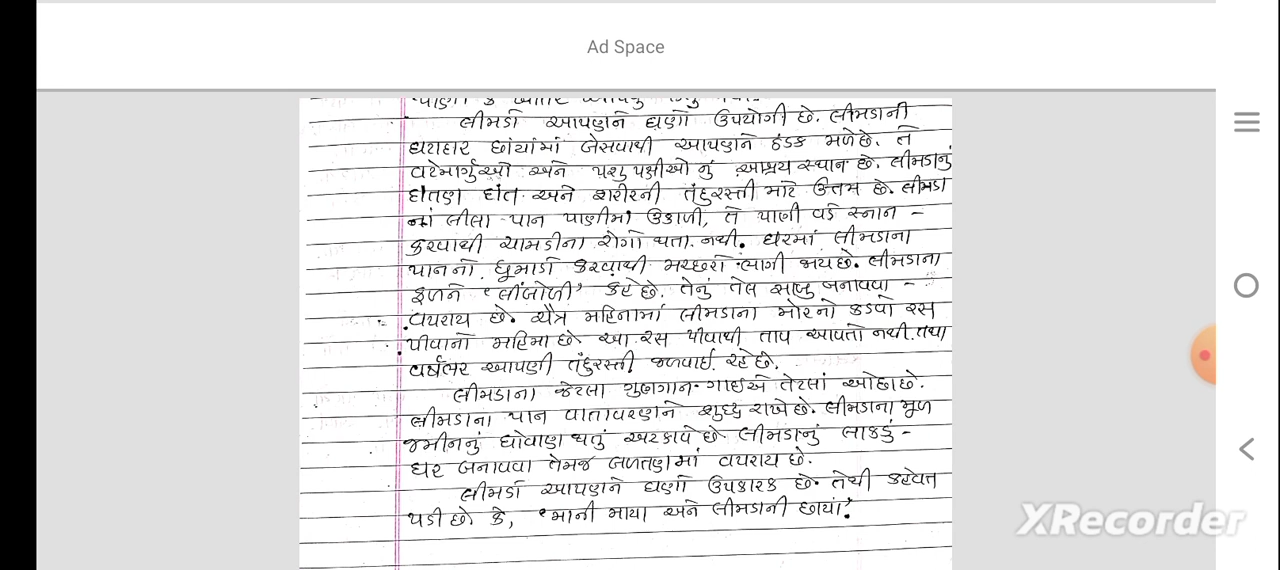 Ad Space
લીમડો આપણને ઘણો ઉપયોગી છે. લીમડાની
ઘટાદાર છાંયામાં બેસવાથી આપણને ઠંડક મળે છે. તે
વટેમાર્ગુઓ અને પશુ પક્ષીઓનું આશ્રય સ્થાન છે. લીમડાનું
દાતણ દાંત અને શરીરની તંદુરસ્તી માટે ઉત્તમ છે. લીમડા
નાં લીલા પાન પાણીમાં ઉકાળી, તે પાણી વડે સ્નાન -
કરવાથી ચામડીના રોગો થતા નથી. ઘરમાં લીમડાના
પાનનો ધૂમાડો કરવાથી મચ્છરો ભાગી જાય છે. લીમડાના
ફળને 'લીંબોળી' કહે છે. તેનું તેલ સાબુ બનાવવા -
વપરાય છે. ચૈત્ર મહિનામાં લીમડાના મોરનો કડવો રસ
પીવાનો મહિમા છે. આ રસ પીવાથી તાવ આવતો નથી. તથા
વર્ષભર આપણી તંદુરસ્તી જળવાઈ રહે છે.
લીમડાના જેટલા ગુણગાન ગાઈએ તેટલાં ઓછા છે.
લીમડાના પાન વાતાવરણને શુધ્ધ રાખે છે. લીમડાના મૂળ
જમીનનું ધોવાણ થતું અટકાવે છે. લીમડાનું લાકડું -
ઘર બનાવવા તેમજ બળતણમાં વપરાય છે.
લીમડો આપણને ઘણો ઉપકારક છે. તેથી કહેવત
પડી છે કે, 'માની માયા અને લીમડાની છાયા'.
XRecorder